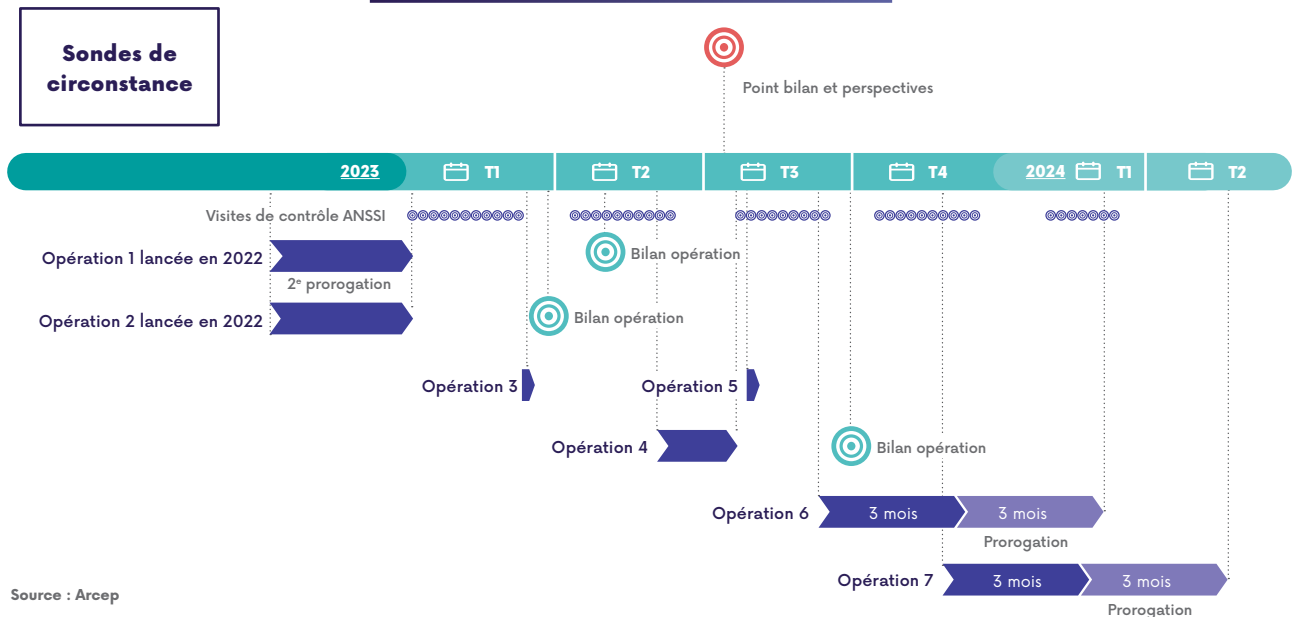 Sondes de
circonstance
Point bilan et perspectives
2023 T1 T2 T3 T4 2024 T1 T2
Visites de contrôle ANSSI
Opération 1 lancée en 2022
Bilan opération
2ᵉ prorogation
Opération 2 lancée en 2022
Bilan opération
Opération 3
Opération 5
Opération 4
Bilan opération
Opération 6
3 mois
3 mois
Prorogation
Opération 7
3 mois
3 mois
Prorogation
Source : Arcep